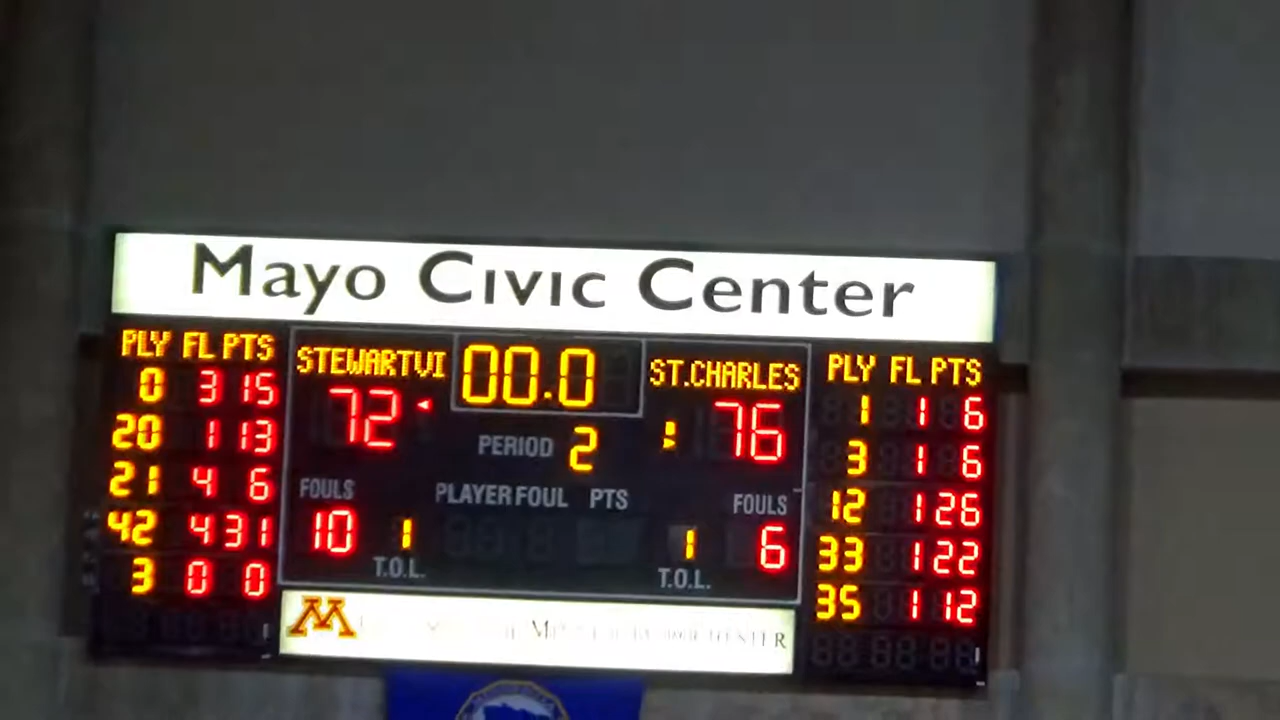 Mayo Civic Center
PLY FL PTS
0 3 15
20 1 13
21 4 6
42 4 31
3 0 0
STEWARTVI 00.0 ST.CHARLES
72 76
PERIOD 2
FOULS PLAYER FOUL PTS FOULS
10 1 1 6
T.O.L. T.O.L.
PLY FL PTS
1 1 6
3 1 6
12 1 26
33 1 22
35 1 12
M